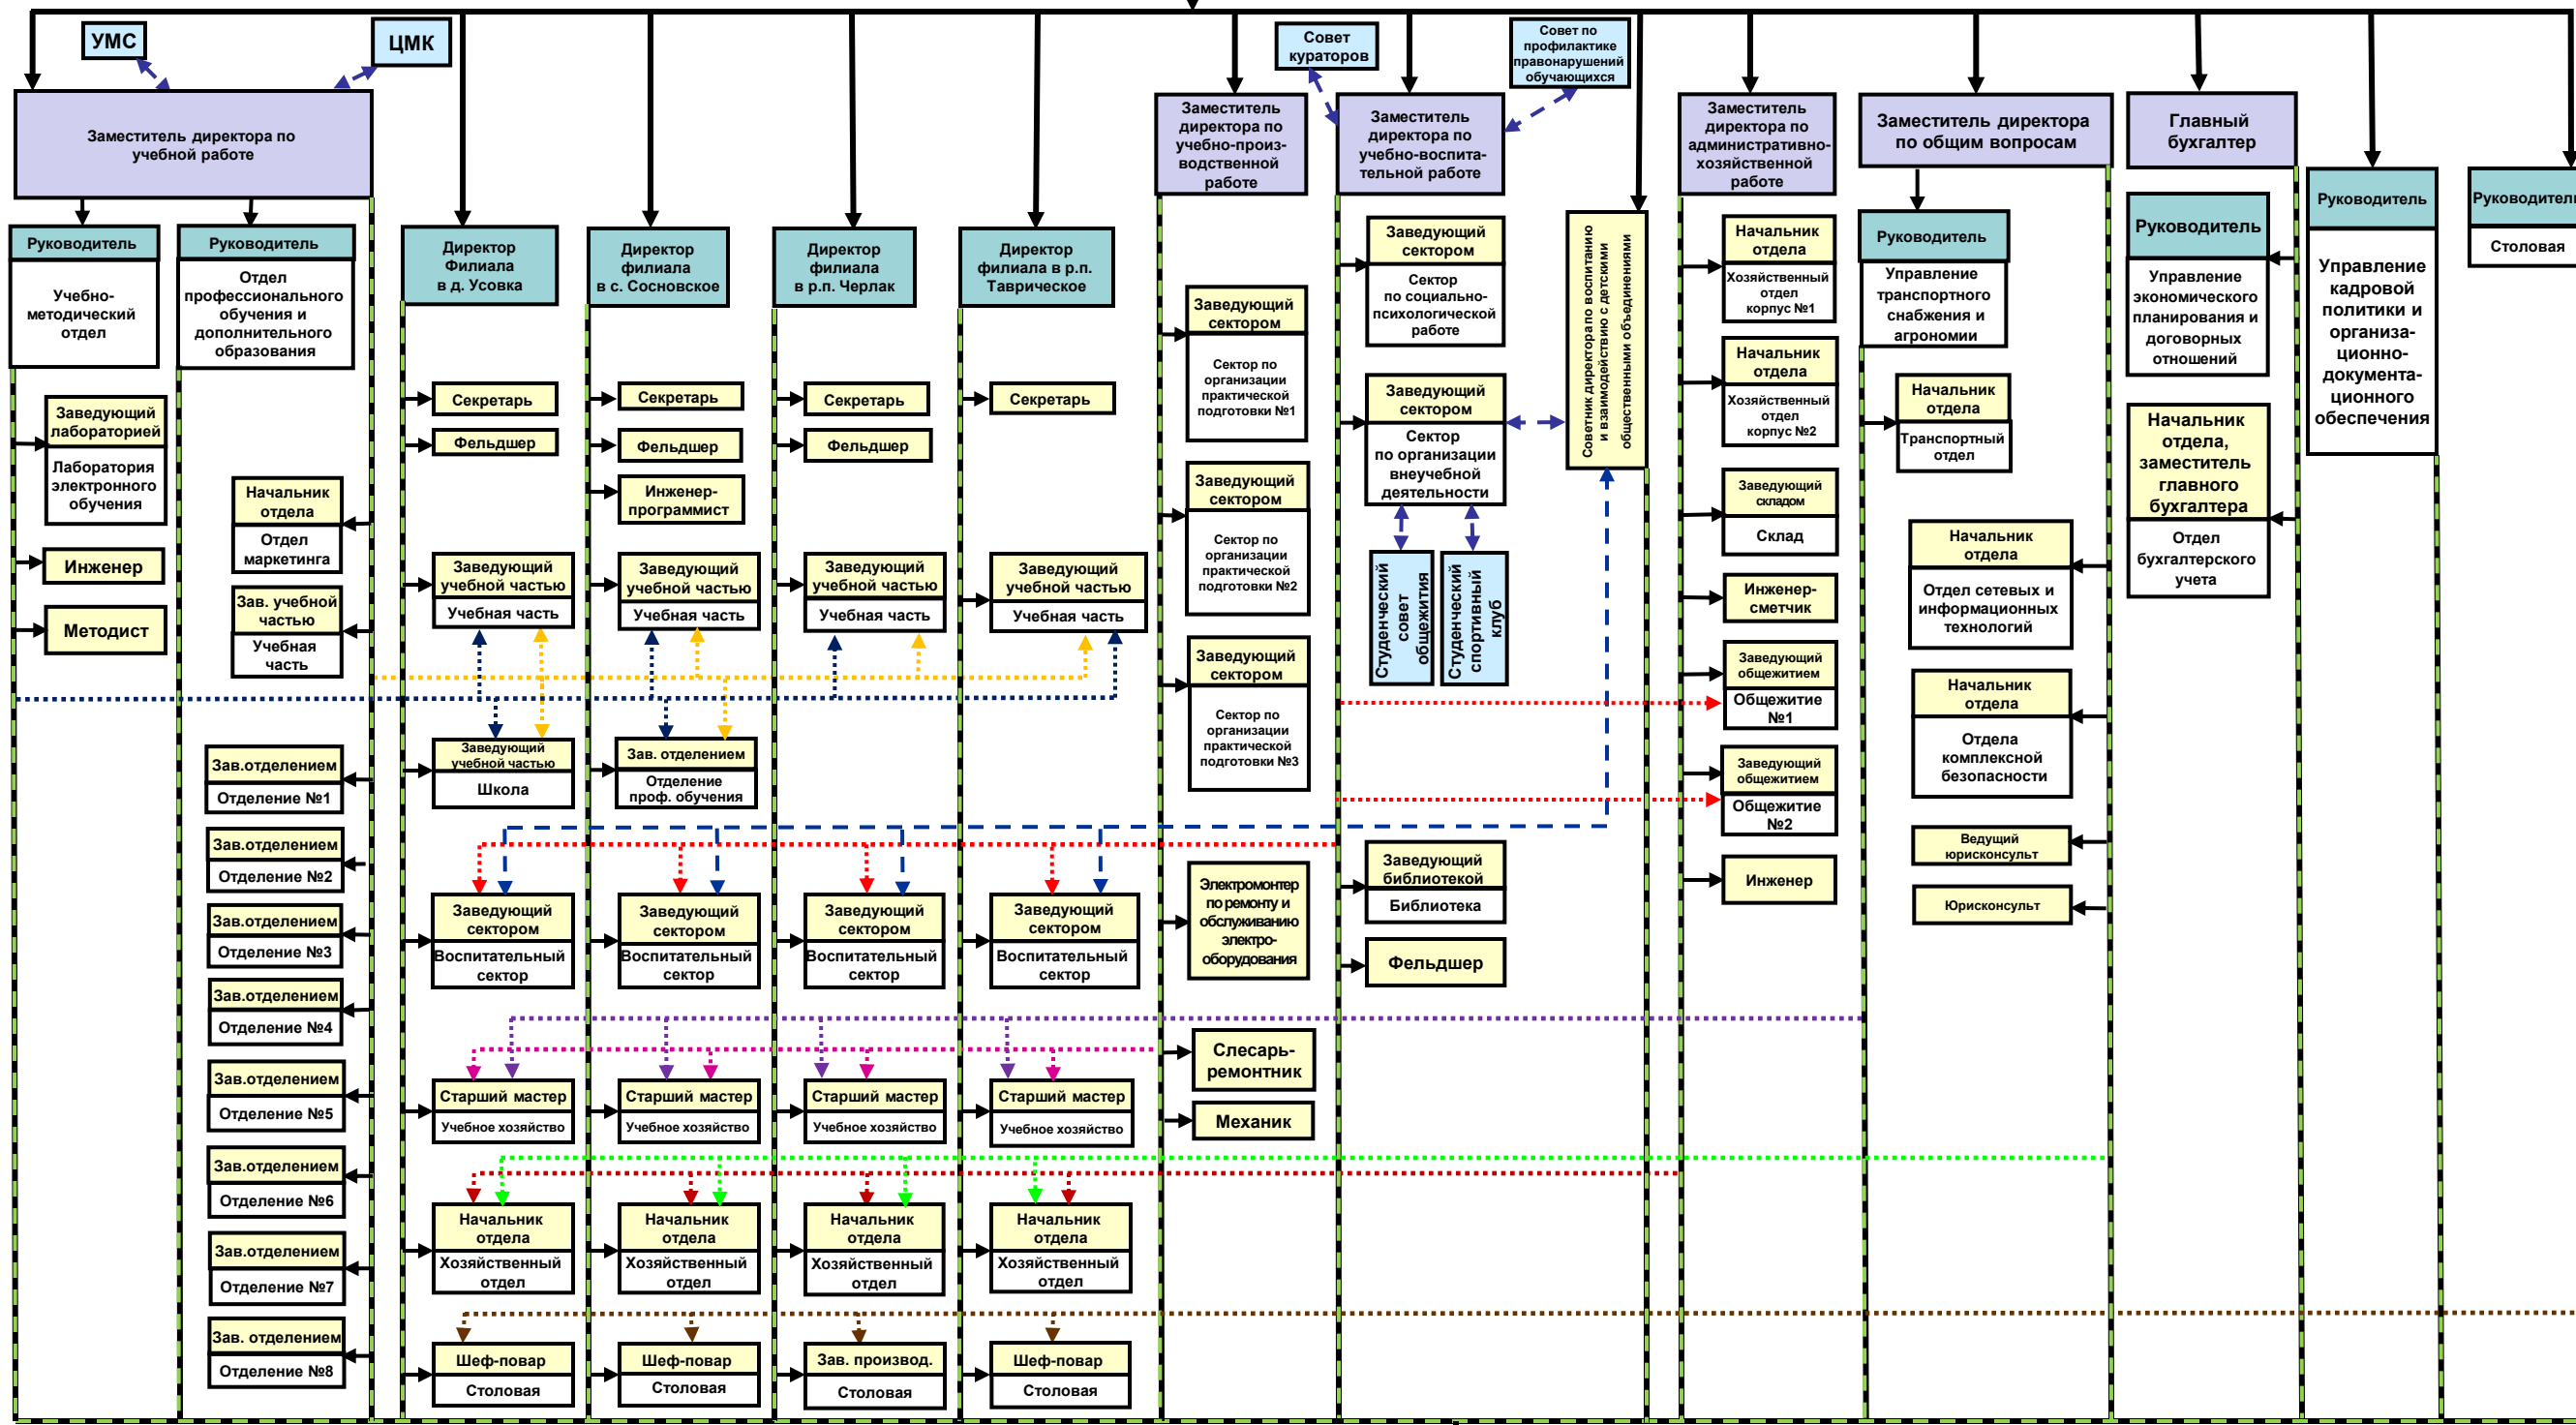 УМС
ЦМК
Совет
кураторов
Совет по
профилактике
правонарушений
обучающихся
Заместитель директора по
учебной работе
Заместитель
директора по
учебно-произ-
водственной
работе
Заместитель
директора по
учебно-воспита-
тельной работе
Заместитель
директора по
административно-
хозяйственной
работе
Заместитель директора
по общим вопросам
Главный
бухгалтер
Руководитель
Учебно-
методический
отдел
Заведующий
лабораторией
Лаборатория
электронного
обучения
Инженер
Методист
Руководитель
Отдел
профессионального
обучения и
дополнительного
образования
Начальник
отдела
Отдел
маркетинга
Зав. учебной
частью
Учебная
часть
Зав.отделением
Отделение №1
Зав.отделением
Отделение №2
Зав.отделением
Отделение №3
Зав.отделением
Отделение №4
Зав.отделением
Отделение №5
Зав.отделением
Отделение №6
Зав.отделением
Отделение №7
Зав. отделением
Отделение №8
Директор
Филиала
в д. Усовка
Секретарь
Фельдшер
Заведующий
учебной частью
Учебная часть
Заведующий
учебной частью
Школа
Заведующий
сектором
Воспитательный
сектор
Старший мастер
Учебное хозяйство
Начальник
отдела
Хозяйственный
отдел
Шеф-повар
Столовая
Директор
филиала
в с. Сосновское
Секретарь
Фельдшер
Инженер-
программист
Заведующий
учебной частью
Учебная часть
Зав. отделением
Отделение
проф. обучения
Заведующий
сектором
Воспитательный
сектор
Старший мастер
Учебное хозяйство
Начальник
отдела
Хозяйственный
отдел
Шеф-повар
Столовая
Директор
филиала
в р.п. Черлак
Секретарь
Фельдшер
Заведующий
учебной частью
Учебная часть
Заведующий
сектором
Воспитательный
сектор
Старший мастер
Учебное хозяйство
Начальник
отдела
Хозяйственный
отдел
Зав. производ.
Столовая
Директор
филиала в р.п.
Таврическое
Секретарь
Заведующий
учебной частью
Учебная часть
Заведующий
сектором
Воспитательный
сектор
Старший мастер
Учебное хозяйство
Начальник
отдела
Хозяйственный
отдел
Шеф-повар
Столовая
Заведующий
сектором
Сектор по
организации
практической
подготовки №1
Заведующий
сектором
Сектор по
организации
практической
подготовки №2
Заведующий
сектором
Сектор по
организации
практической
подготовки №3
Электромонтер
по ремонту и
обслуживанию
электро-
оборудования
Слесарь-
ремонтник
Механик
Заведующий
сектором
Сектор
по социально-
психологической
работе
Заведующий
сектором
Сектор
по организации
внеучебной
деятельности
Студенческий
совет
общежития
Студенческий
спортивный
клуб
Заведующий
библиотекой
Библиотека
Фельдшер
Советник директора по воспитанию
и взаимодействию с детскими
общественными объединениями
Начальник
отдела
Хозяйственный
отдел
корпус №1
Начальник
отдела
Хозяйственный
отдел
корпус №2
Заведующий
складом
Склад
Инженер-
сметчик
Заведующий
общежитием
Общежитие
№1
Заведующий
общежитием
Общежитие
№2
Инженер
Руководитель
Управление
транспортного
снабжения и
агрономии
Начальник
отдела
Транспортный
отдел
Начальник
отдела
Отдел сетевых и
информационных
технологий
Начальник
отдела
Отдела
комплексной
безопасности
Ведущий
юрисконсульт
Юрисконсульт
Руководитель
Управление
экономического
планирования и
договорных
отношений
Начальник
отдела,
заместитель
главного
бухгалтера
Отдел
бухгалтерского
учета
Руководитель
Управление
кадровой
политики и
организа-
ционно-
документа-
ционного
обеспечения
Руководитель
Столовая